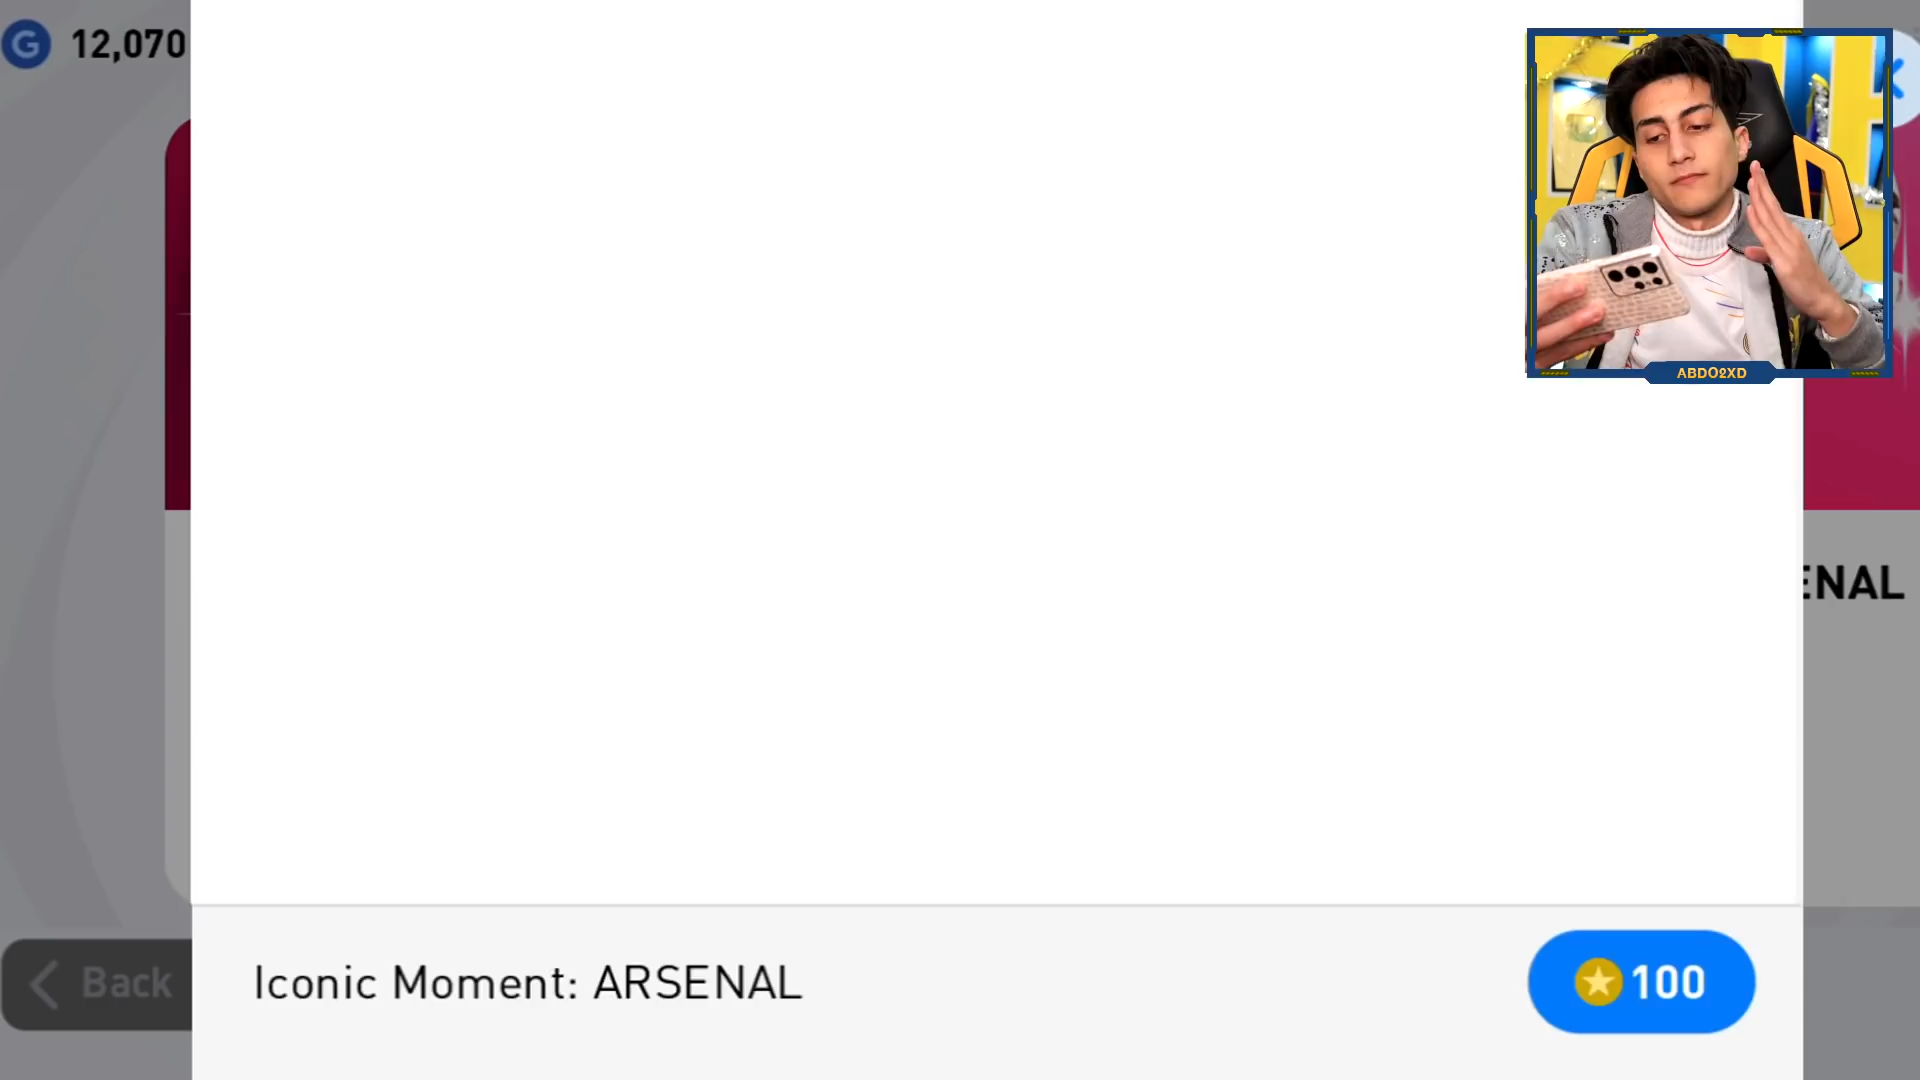 G 12,070
ABDO2XD
ENAL
Back
Iconic Moment: ARSENAL
100